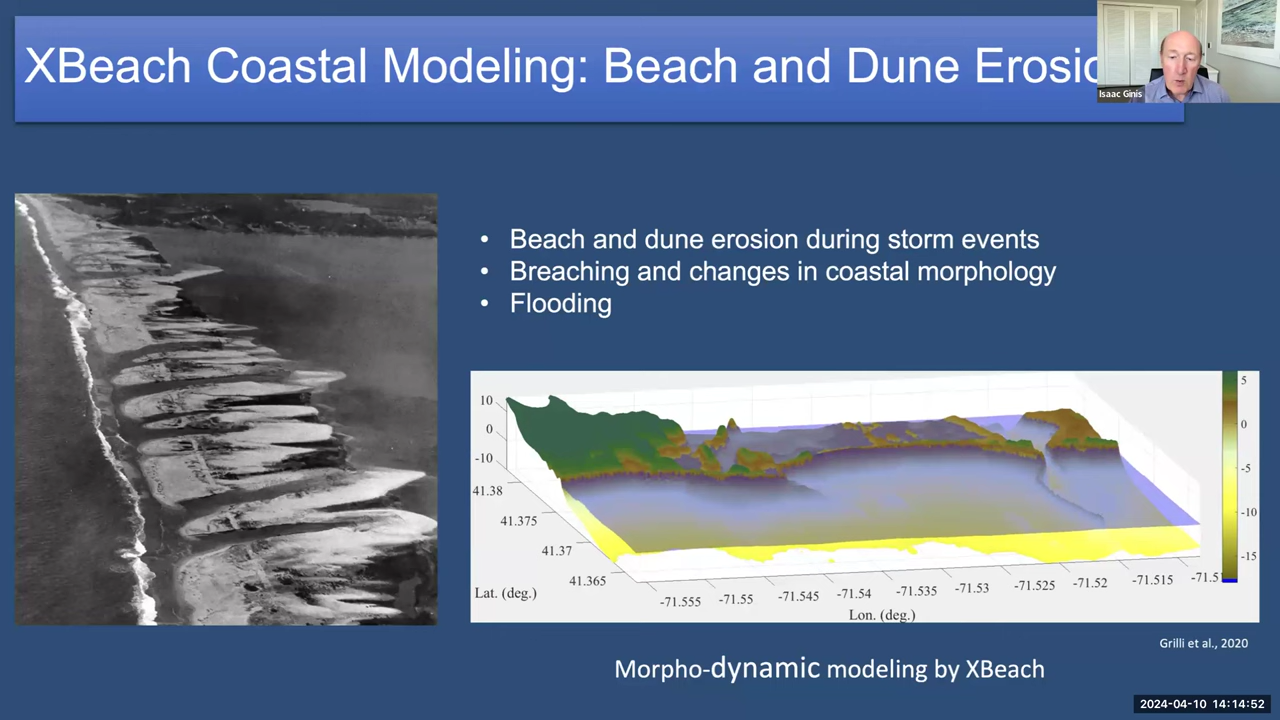 XBeach Coastal Modeling: Beach and Dune Erosio
Isaac Ginis
• Beach and dune erosion during storm events
• Breaching and changes in coastal morphology
• Flooding
10
0
-10
41.38
41.375
41.37
41.365
Lat. (deg.)
-71.555
-71.55
-71.545
-71.54
-71.535
-71.53
-71.525
-71.52
-71.515
-71.51
Lon. (deg.)
5
0
-5
-10
-15
Grilli et al., 2020
Morpho-dynamic modeling by XBeach
2024-04-10 14:14:52